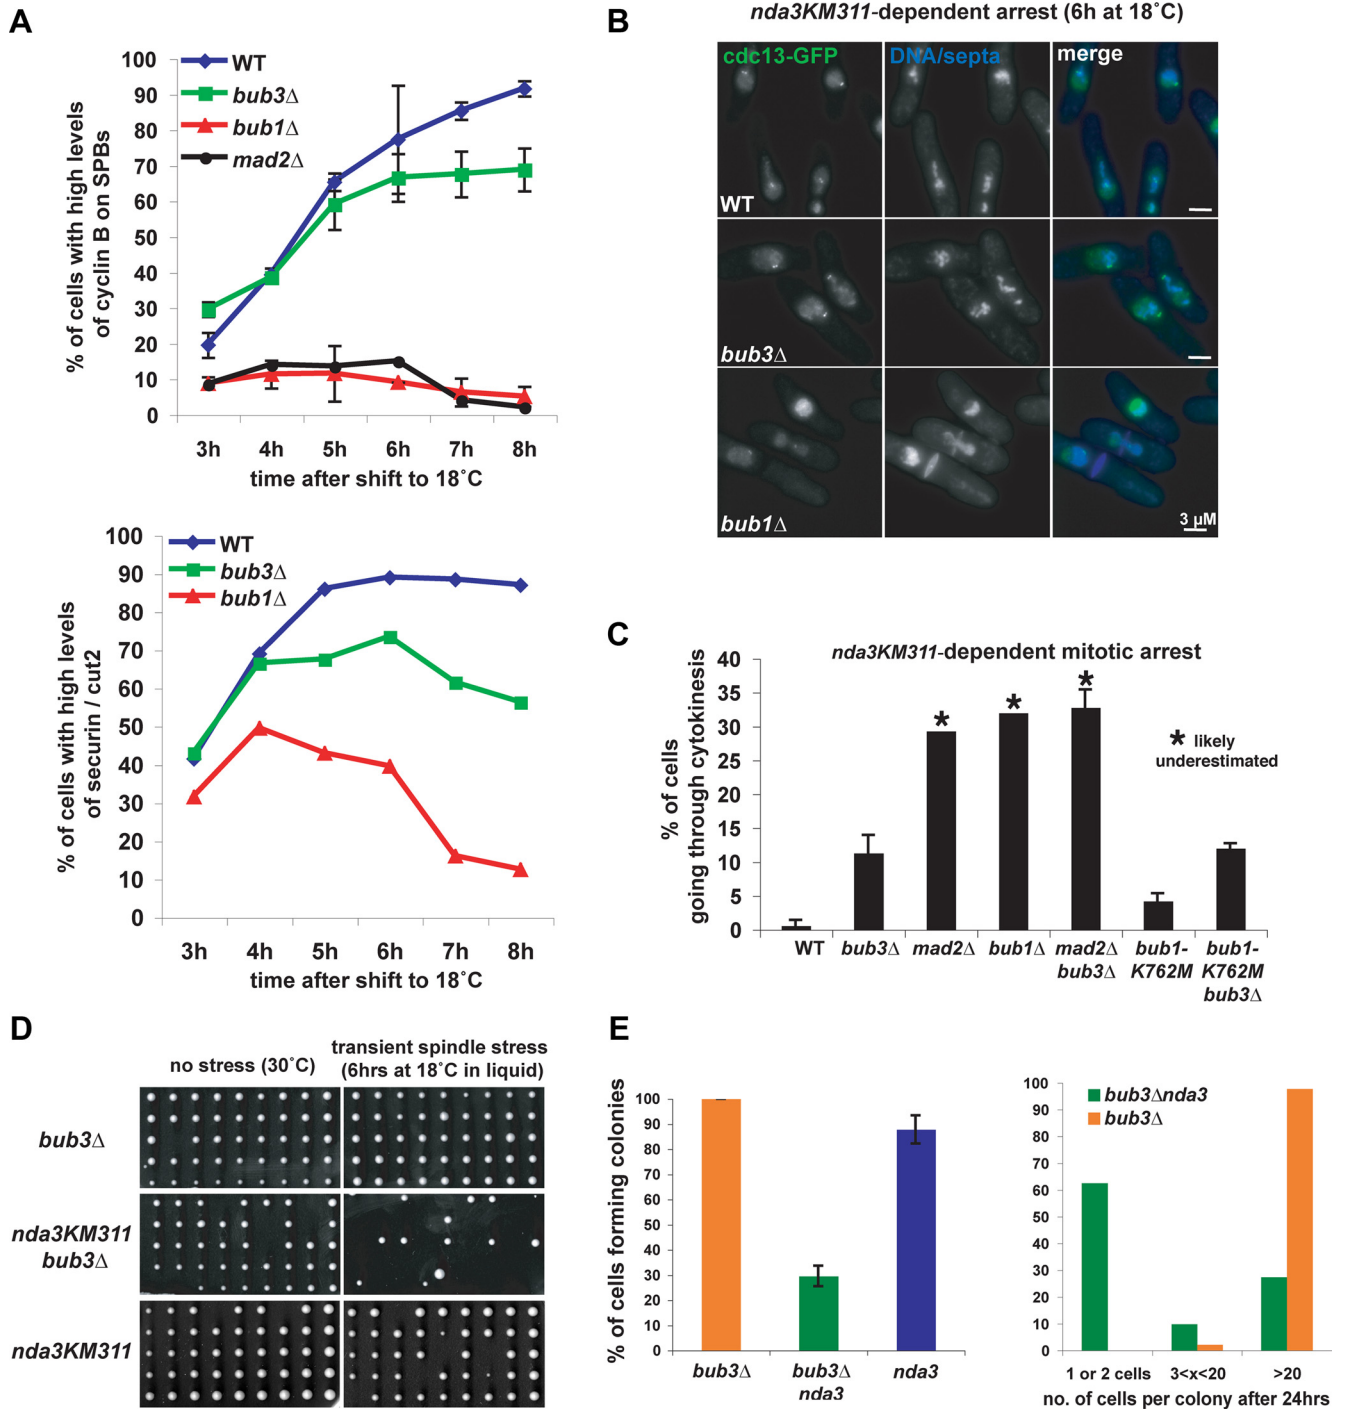 A
% of cells with high levels
of cyclin B on SPBs
100
90
80
70
60
50
40
30
20
10
0
WT
bub3Δ
bub1Δ
mad2Δ
3h 4h 5h 6h 7h 8h
time after shift to 18˚C
% of cells with high levels
of securin / cut2
100
90
80
70
60
50
40
30
20
10
0
WT
bub3Δ
bub1Δ
3h 4h 5h 6h 7h 8h
time after shift to 18˚C
B
nda3KM311-dependent arrest (6h at 18˚C)
cdc13-GFP DNA/septa merge
WT
bub3Δ
bub1Δ
3 µM
C
nda3KM311-dependent mitotic arrest
% of cells
going through cytokinesis
40
35
30
25
20
15
10
5
0
* * *
* likely
underestimated
WT bub3Δ mad2Δ bub1Δ mad2Δ bub1- bub1-
bub3Δ K762M K762M
bub3Δ
D
no stress (30˚C)
transient spindle stress
(6hrs at 18˚C in liquid)
bub3Δ
nda3KM311
bub3Δ
nda3KM311
E
% of cells forming colonies
100
90
80
70
60
50
40
30
20
10
0
bub3Δ bub3Δ nda3
nda3
100
90
80
70
60
50
40
30
20
10
0
bub3Δnda3
bub3Δ
1 or 2 cells 3<x<20 >20
no. of cells per colony after 24hrs